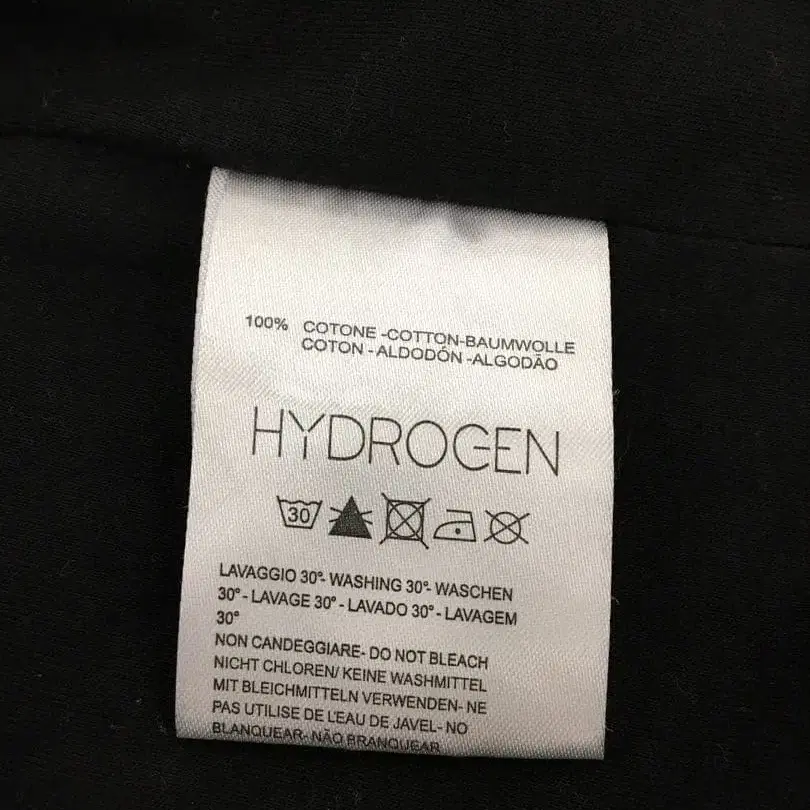 100% COTONE -COTTON-BAUMWOLLE
COTON - ALDODÓN -ALGODÃO
HYDROGEN
30
LAVAGGIO 30°- WASHING 30°- WASCHEN
30° - LAVAGE 30° - LAVADO 30° - LAVAGEM
30°
NON CANDEGGIARE- DO NOT BLEACH
NICHT CHLOREN/ KEINE WASHMITTEL
MIT BLEICHMITTELN VERWENDEN- NE
PAS UTILISE DE L'EAU DE JAVEL- NO
BLANQUEAR- NÃO BRANQUEAR